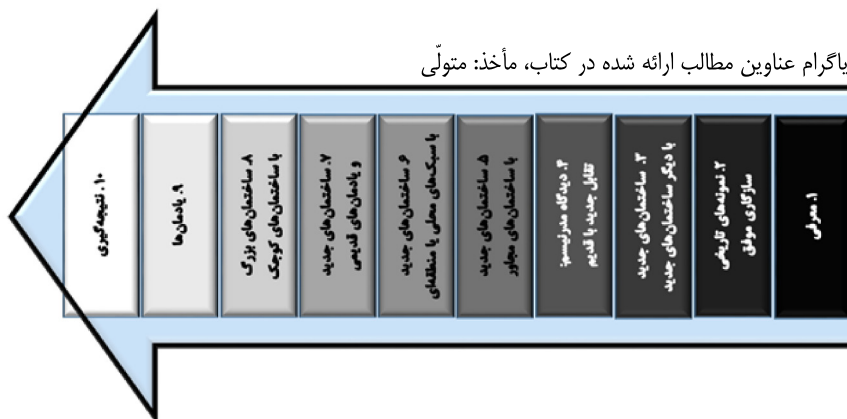 یاگرام عناوین مطالب ارائه شده در کتاب، مأخذ: متولّی
۱. معرفی
۲. نمونه‌های تاریخی
سازگاری موفق
۳. ساختمان‌های جدید
با دیگر ساختمان‌های جدید
۴. دیدگاه مدرنیسم:
تقابل جدید با قدیم
۵. ساختمان‌های جدید
با ساختمان‌های مجاور
۶. ساختمان‌های جدید
با سبک‌های محلی یا منطقه‌ای
۷. ساختمان‌های جدید
و یادمان‌های قدیمی
۸. ساختمان‌های بزرگ
با ساختمان‌های کوچک
۹. یادمان‌ها
۱۰. نتیجه‌گیری